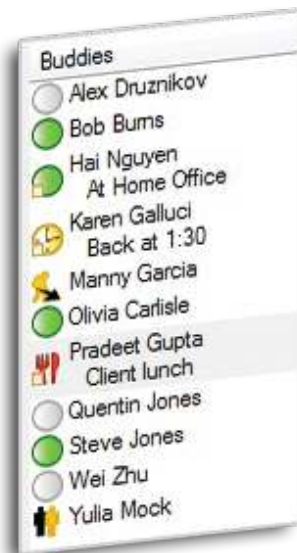 Buddies
Alex Druznikov
Bob Burns
Hai Nguyen
At Home Office
Karen Galluci
Back at 1:30
Manny Garcia
Olivia Carlisle
Pradeet Gupta
Client lunch
Quentin Jones
Steve Jones
Wei Zhu
Yulia Mock